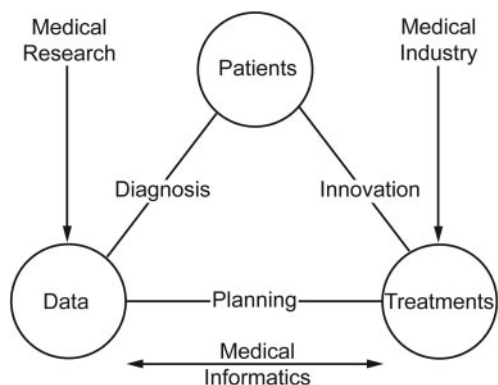 Medical
Research
Patients
Medical
Industry
Diagnosis
Innovation
Data
Planning
Treatments
Medical
Informatics